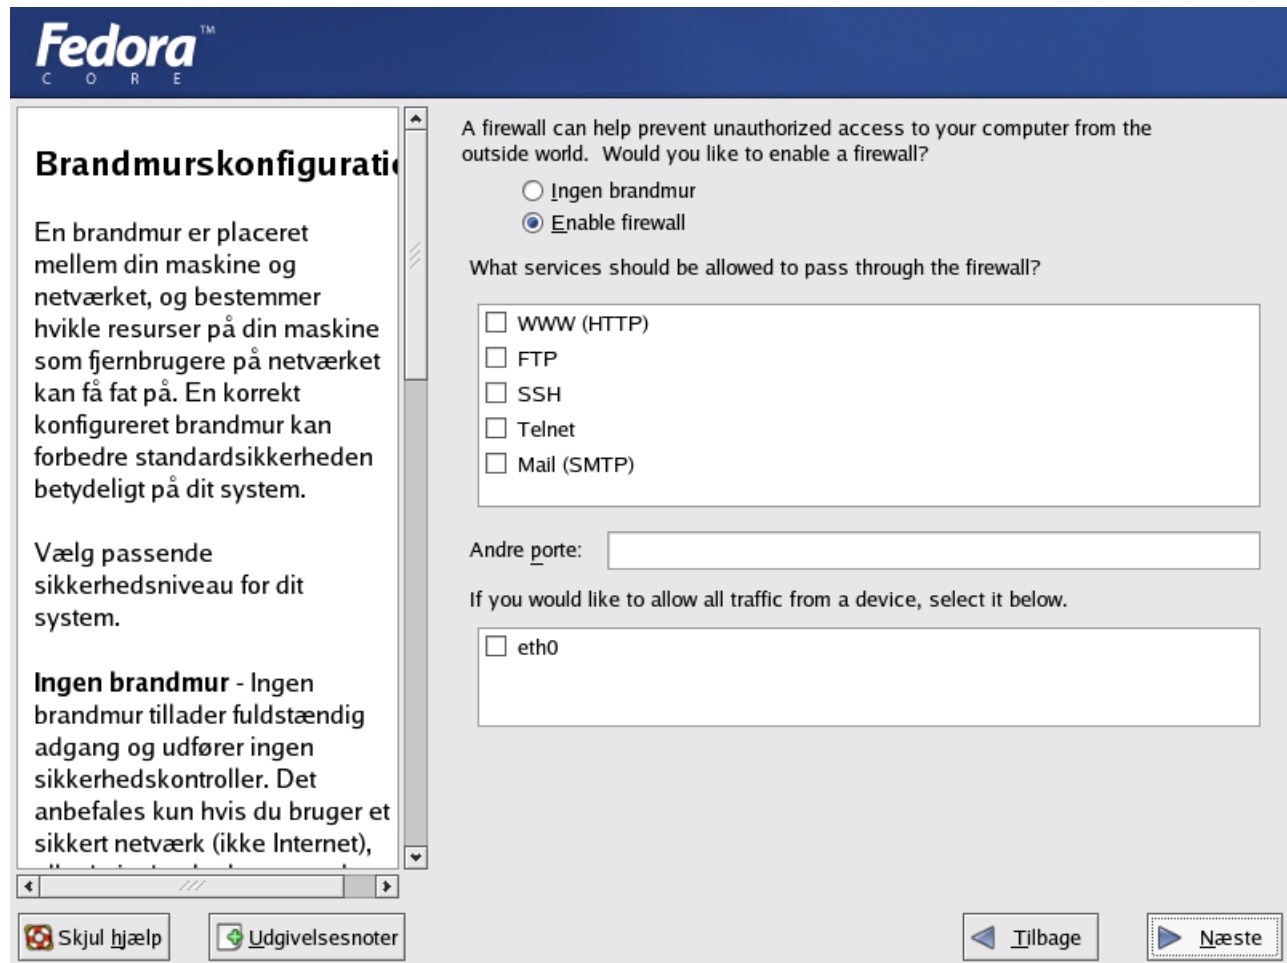 Fedora™
CORE
Brandmurskonfiguratio
En brandmur er placeret
mellem din maskine og
netværket, og bestemmer
hvikle resurser på din maskine
som fjernbrugere på netværket
kan få fat på. En korrekt
konfigureret brandmur kan
forbedre standardsikkerheden
betydeligt på dit system.
Vælg passende
sikkerhedsniveau for dit
system.
Ingen brandmur - Ingen
brandmur tillader fuldstændig
adgang og udfører ingen
sikkerhedskontroller. Det
anbefales kun hvis du bruger et
sikkert netværk (ikke Internet),
A firewall can help prevent unauthorized access to your computer from the
outside world. Would you like to enable a firewall?
Ingen brandmur
Enable firewall
What services should be allowed to pass through the firewall?
WWW (HTTP)
FTP
SSH
Telnet
Mail (SMTP)
Andre porte:
If you would like to allow all traffic from a device, select it below.
eth0
Skjul hjælp
Udgivelsesnoter
Tilbage
Næste